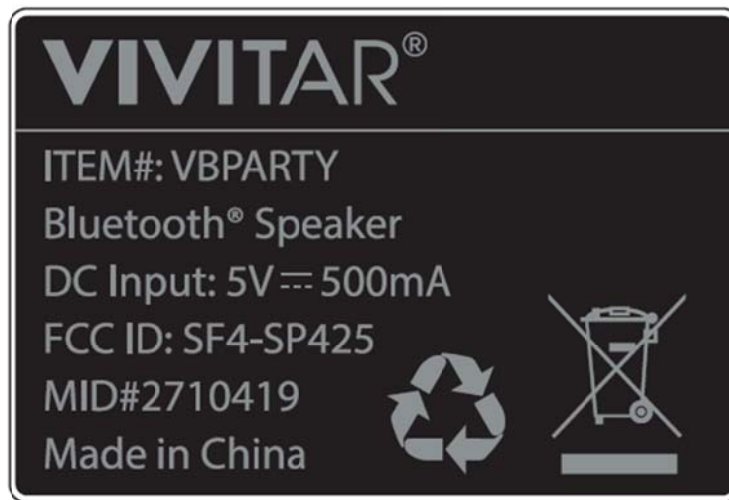 VIVITAR®
ITEM#: VBPARTY
Bluetooth® Speaker
DC Input: 5V⎓500mA
FCC ID: SF4-SP425
MID#2710419
Made in China